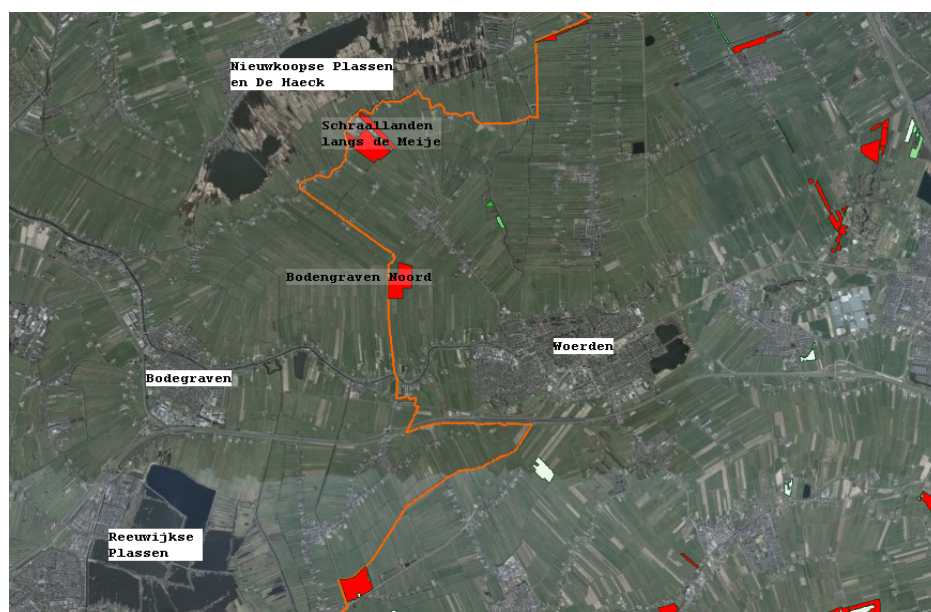 Nieuwkoopse Plassen
en De Haeck
Schraallanden
langs de Meije
Bodengraven Noord
Woerden
Bodegraven
Reeuwijkse
Plassen